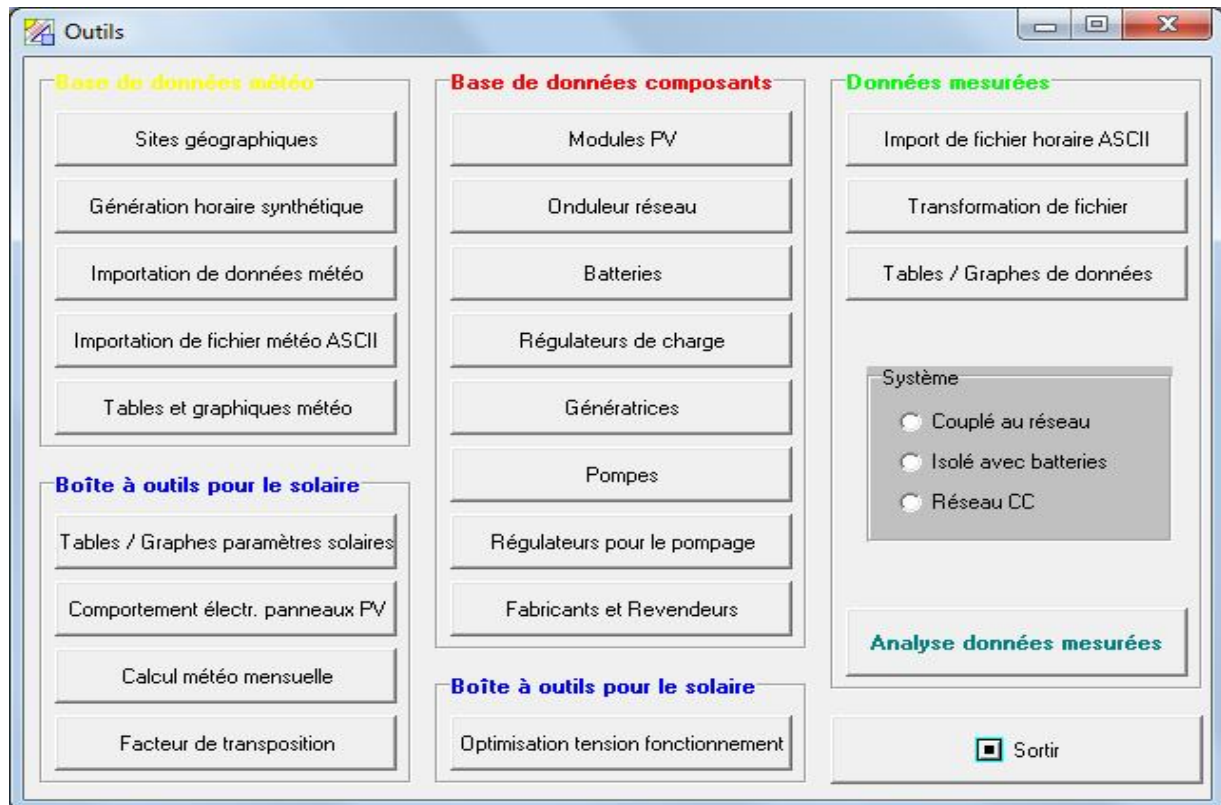 Outils
Base de données météo
Sites géographiques
Génération horaire synthétique
Importation de données météo
Importation de fichier météo ASCII
Tables et graphiques météo
Boîte à outils pour le solaire
Tables / Graphes paramètres solaires
Comportement électr. panneaux PV
Calcul météo mensuelle
Facteur de transposition
Base de données composants
Modules PV
Onduleur réseau
Batteries
Régulateurs de charge
Génératrices
Pompes
Régulateurs pour le pompage
Fabricants et Revendeurs
Boîte à outils pour le solaire
Optimisation tension fonctionnement
Données mesurées
Import de fichier horaire ASCII
Transformation de fichier
Tables / Graphes de données
Système
Couplé au réseau
Isolé avec batteries
Réseau CC
Analyse données mesurées
Sortir